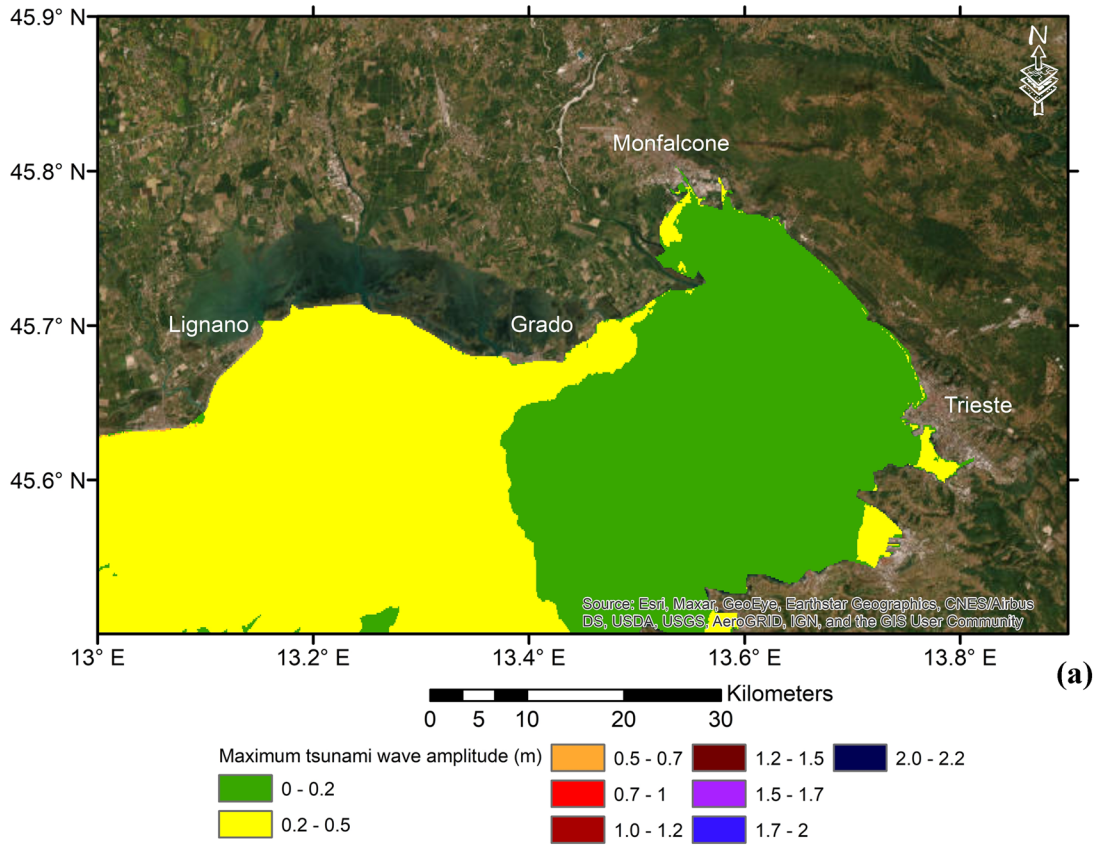 45.9° N
N
Monfalcone
45.8° N
Lignano
Grado
45.7° N
Trieste
45.6° N
Source: Esri, Maxar, GeoEye, Earthstar Geographics, CNES/Airbus
DS, USDA, USGS, AeroGRID, IGN, and the GIS User Community
13° E
13.2° E
13.4° E
13.6° E
13.8° E
(a)
Kilometers
0 5 10 20 30
Maximum tsunami wave amplitude (m)
0 - 0.2
0.2 - 0.5
0.5 - 0.7
0.7 - 1
1.0 - 1.2
1.2 - 1.5
1.5 - 1.7
1.7 - 2
2.0 - 2.2